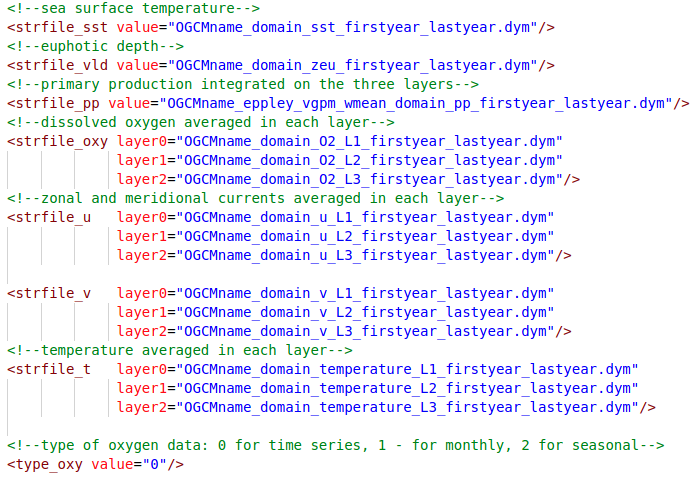 <!--sea surface temperature-->
<strfile_sst value="OGCMname_domain_sst_firstyear_lastyear.dym"/>
<!--euphotic depth-->
<strfile_vld value="OGCMname_domain_zeu_firstyear_lastyear.dym"/>
<!--primary production integrated on the three layers-->
<strfile_pp value="OGCMname_eppley_vgpm_wmean_domain_pp_firstyear_lastyear.dym"/>
<!--dissolved oxygen averaged in each layer-->
<strfile_oxy layer0="OGCMname_domain_O2_L1_firstyear_lastyear.dym"
layer1="OGCMname_domain_O2_L2_firstyear_lastyear.dym"
layer2="OGCMname_domain_O2_L3_firstyear_lastyear.dym"/>
<!--zonal and meridional currents averaged in each layer-->
<strfile_u   layer0="OGCMname_domain_u_L1_firstyear_lastyear.dym"
layer1="OGCMname_domain_u_L2_firstyear_lastyear.dym"
layer2="OGCMname_domain_u_L3_firstyear_lastyear.dym"/>
<strfile_v   layer0="OGCMname_domain_v_L1_firstyear_lastyear.dym"
layer1="OGCMname_domain_v_L2_firstyear_lastyear.dym"
layer2="OGCMname_domain_v_L3_firstyear_lastyear.dym"/>
<!--temperature averaged in each layer-->
<strfile_t   layer0="OGCMname_domain_temperature_L1_firstyear_lastyear.dym"
layer1="OGCMname_domain_temperature_L2_firstyear_lastyear.dym"
layer2="OGCMname_domain_temperature_L3_firstyear_lastyear.dym"/>
<!--type of oxygen data: 0 for time series, 1 - for monthly, 2 for seasonal-->
<type_oxy value="0"/>